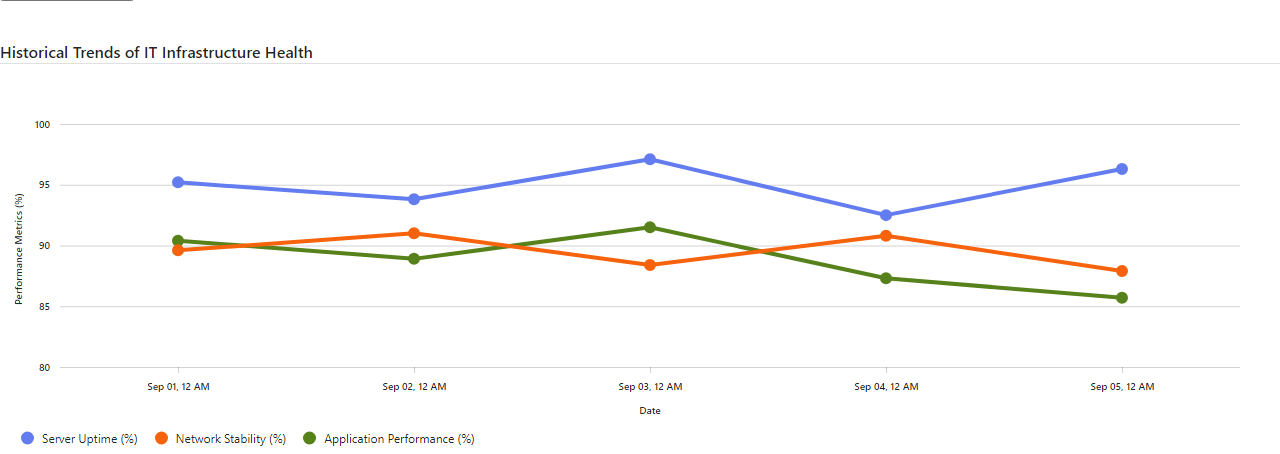 Historical Trends of IT Infrastructure Health
100
95
90
85
80
Performance Metrics (%)
Sep 01, 12 AM
Sep 02, 12 AM
Sep 03, 12 AM
Sep 04, 12 AM
Sep 05, 12 AM
Date
Server Uptime (%)
Network Stability (%)
Application Performance (%)